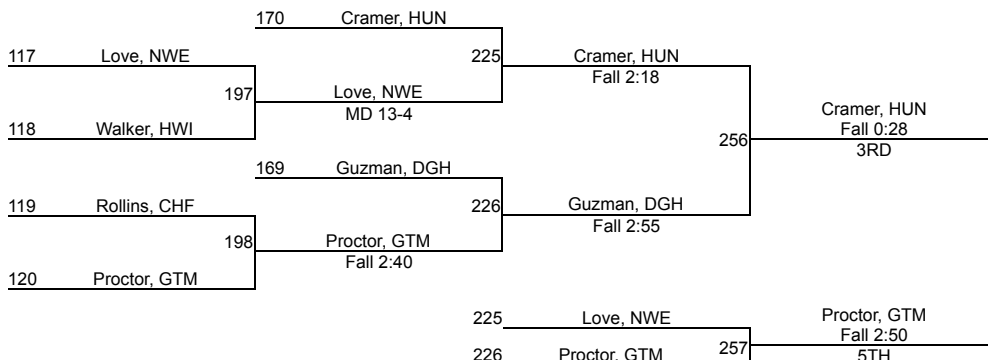 170 Cramer, HUN
117 Love, NWE 225 Cramer, HUN
Fall 2:18
197 Love, NWE
MD 13-4
Cramer, HUN
118 Walker, HWI Fall 0:28
256 3RD
169 Guzman, DGH
119 Rollins, CHF 226 Guzman, DGH
Fall 2:55
198 Proctor, GTM
Fall 2:40
120 Proctor, GTM
225 Love, NWE Proctor, GTM
Fall 2:50
226 Proctor, GTM 257 5TH